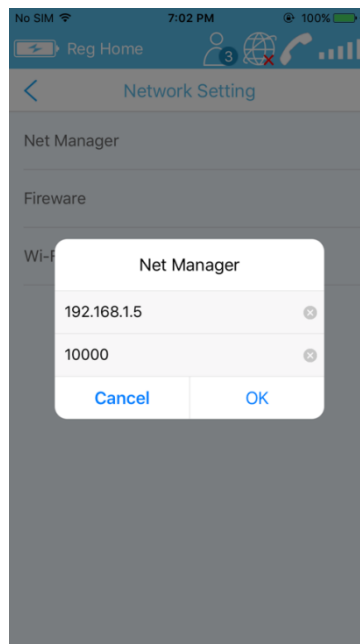 No SIM 7:02 PM 100%
Reg Home 3
Network Setting
Net Manager
Fireware
Wi-F
Net Manager
192.168.1.5
10000
Cancel OK